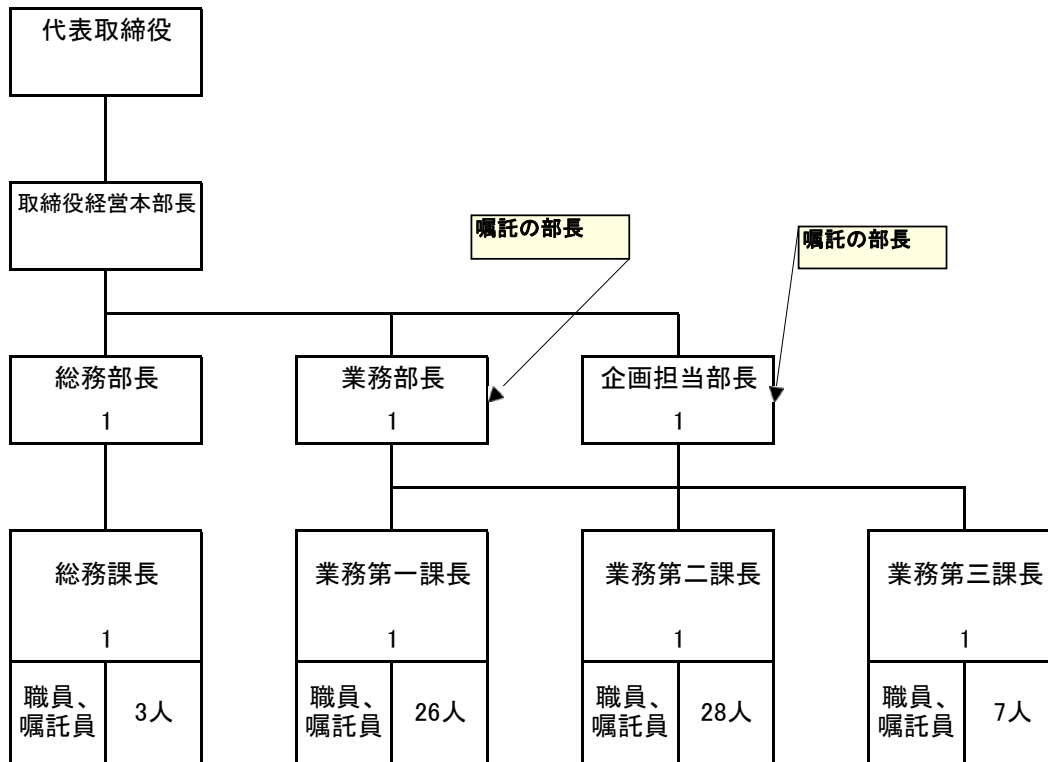 代表取締役
取締役経営本部長
嘱託の部長
嘱託の部長
総務部長
1
業務部長
1
企画担当部長
1
総務課長
1
業務第一課長
1
業務第二課長
1
業務第三課長
1
職員、
嘱託員
3人
職員、
嘱託員
26人
職員、
嘱託員
28人
職員、
嘱託員
7人